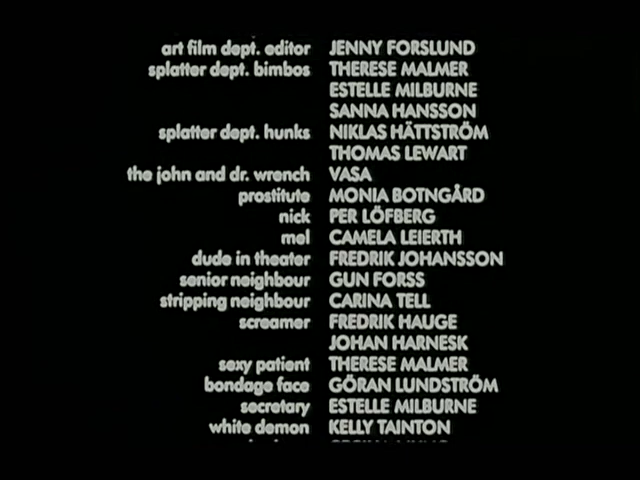 art film dept. editor JENNY FORSLUND
splatter dept. bimbos THERESE MALMER
ESTELLE MILBURNE
SANNA HANSSON
splatter dept. hunks NIKLAS HÄTTSTRÖM
THOMAS LEWART
the john and dr. wrench VASA
prostitute MONIA BOTNGÅRD
nick PER LÖFBERG
mel CAMELA LEIERTH
dude in theater FREDRIK JOHANSSON
senior neighbour GUN FORSS
stripping neighbour CARINA TELL
screamer FREDRIK HAUGE
JOHAN HARNESK
sexy patient THERESE MALMER
bondage face GÖRAN LUNDSTRÖM
secretary ESTELLE MILBURNE
white demon KELLY TAINTON